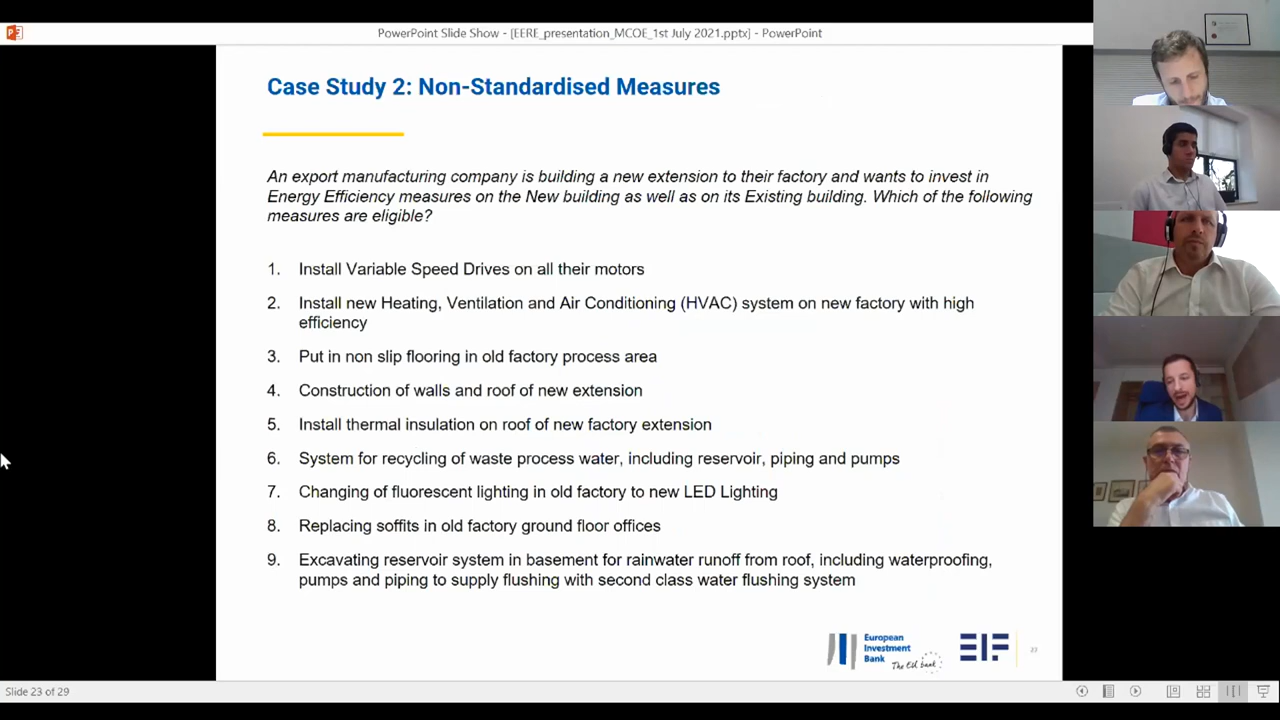 PowerPoint Slide Show - [EERE_presentation_MCOE_1st July 2021.pptx] - PowerPoint
Case Study 2: Non-Standardised Measures
An export manufacturing company is building a new extension to their factory and wants to invest in
Energy Efficiency measures on the New building as well as on its Existing building. Which of the following
measures are eligible?
1. Install Variable Speed Drives on all their motors
2. Install new Heating, Ventilation and Air Conditioning (HVAC) system on new factory with high
efficiency
3. Put in non slip flooring in old factory process area
4. Construction of walls and roof of new extension
5. Install thermal insulation on roof of new factory extension
6. System for recycling of waste process water, including reservoir, piping and pumps
7. Changing of fluorescent lighting in old factory to new LED Lighting
8. Replacing soffits in old factory ground floor offices
9. Excavating reservoir system in basement for rainwater runoff from roof, including waterproofing,
pumps and piping to supply flushing with second class water flushing system
European
Investment
Bank
The EU bank
EIF
23
Slide 23 of 29